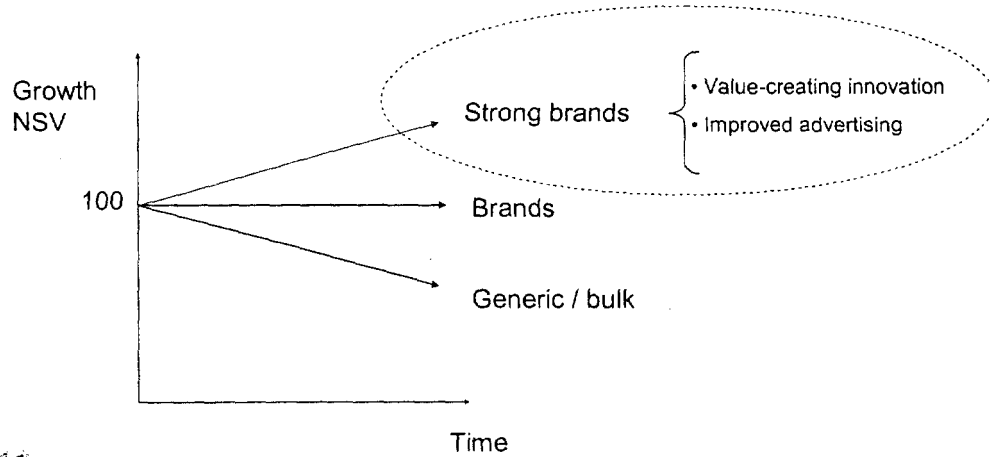 Growth
NSV
Strong brands
• Value-creating innovation
• Improved advertising
100
Brands
Generic / bulk
Time